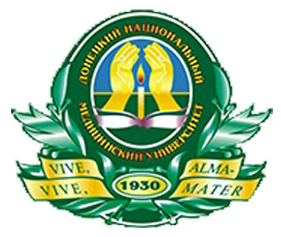 ДОНЕЦКИЙ НАЦИОНАЛЬНЫЙ
МЕДИЦИНСКИЙ УНИВЕРСИТЕТ
VIVE, ALMA-
VIVE, 1930 MATER